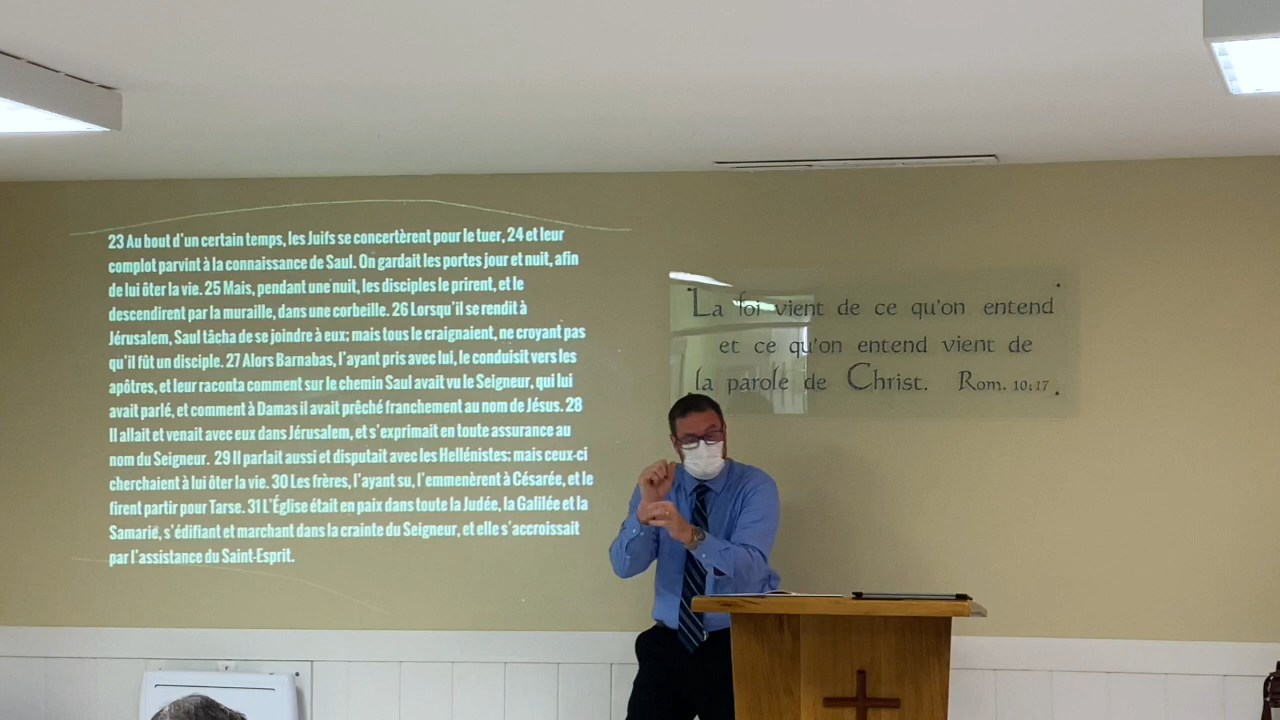 23 Au bout d'un certain temps, les Juifs se concertèrent pour le tuer, 24 et leur
complot parvint à la connaissance de Saul. On gardait les portes jour et nuit, afin
de lui ôter la vie. 25 Mais, pendant une nuit, les disciples le prirent, et le
descendirent par la muraille, dans une corbeille. 26 Lorsqu'il se rendit à
Jérusalem, Saul tâcha de se joindre à eux; mais tous le craignaient, ne croyant pas
qu'il fût un disciple. 27 Alors Barnabas, l'ayant pris avec lui, le conduisit vers les
apôtres, et leur raconta comment sur le chemin Saul avait vu le Seigneur, qui lui
avait parlé, et comment à Damas il avait prêché franchement au nom de Jésus. 28
Il allait et venait avec eux dans Jérusalem, et s'exprimait en toute assurance au
nom du Seigneur. 29 Il parlait aussi et disputait avec les Hellénistes; mais ceux-ci
cherchaient à lui ôter la vie. 30 Les frères, l'ayant su, l'emmenèrent à Césarée, et le
firent partir pour Tarse. 31 L'Église était en paix dans toute la Judée, la Galilée et la
Samarie, s'édifiant et marchant dans la crainte du Seigneur, et elle s'accroissait
par l'assistance du Saint-Esprit.
La foi vient de ce qu'on entend
et ce qu'on entend vient de
la parole de Christ. Rom. 10:17